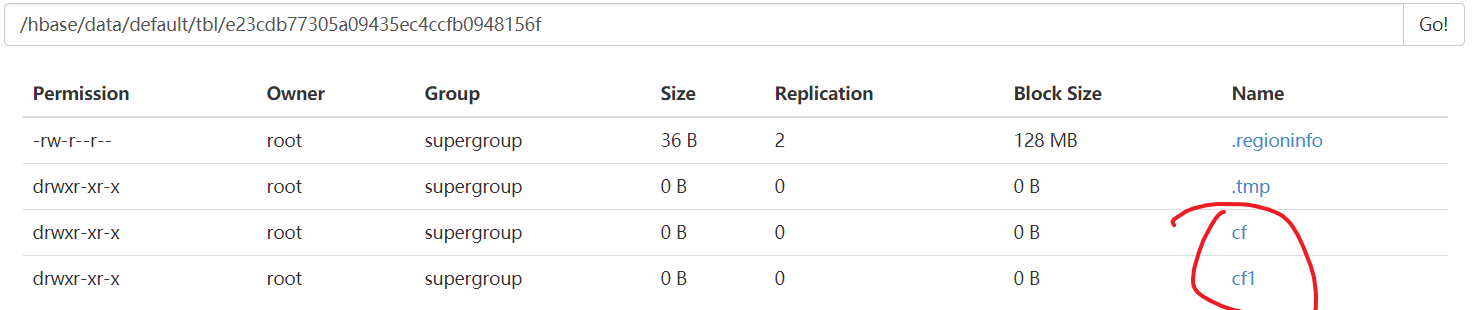 /hbase/data/default/tbl/e23cdb77305a09435ec4ccfb0948156f Go!
Permission Owner Group Size Replication Block Size Name
-rw-r--r-- root supergroup 36 B 2 128 MB .regioninfo
drwxr-xr-x root supergroup 0 B 0 0 B .tmp
drwxr-xr-x root supergroup 0 B 0 0 B cf
drwxr-xr-x root supergroup 0 B 0 0 B cf1